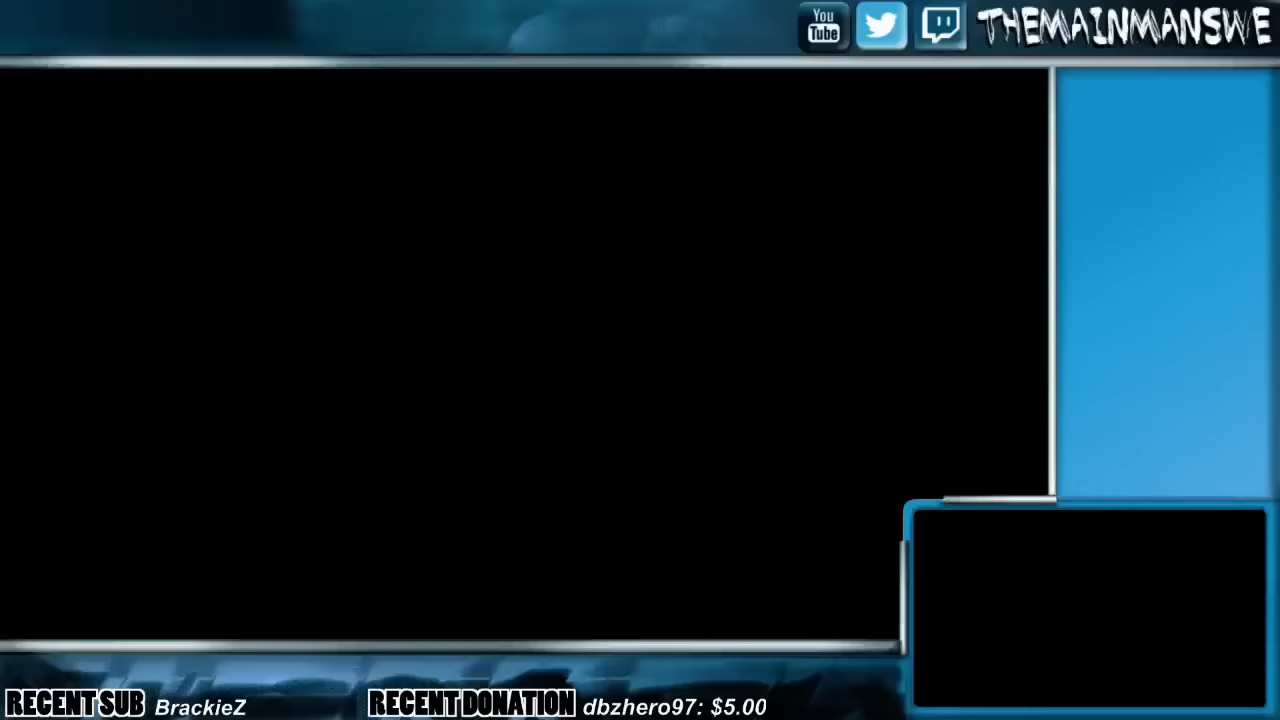 You
Tube
THEMAINMANSWE
RECENT SUB BrackieZ
RECENT DONATION dbzhero97: $5.00